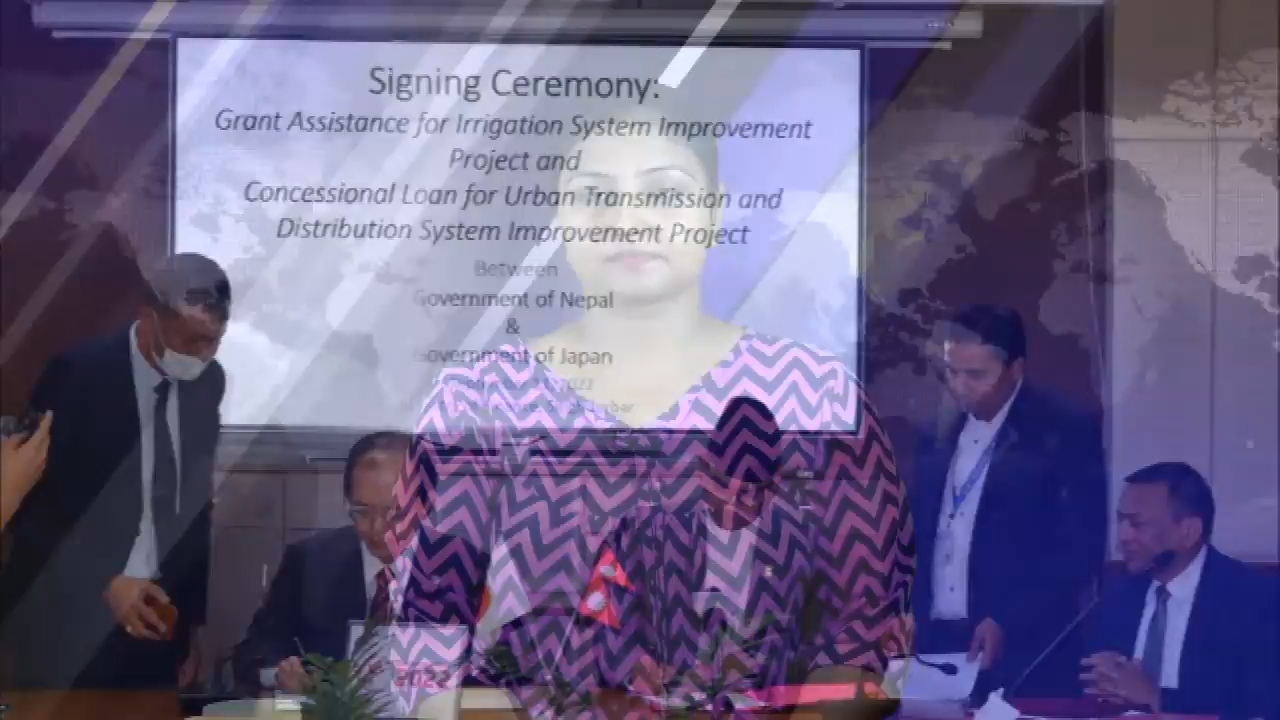 Signing Ceremony:
Grant Assistance for Irrigation System Improvement
Project and
Concessional Loan for Urban Transmission and
Distribution System Improvement Project
Between
Government of Nepal
&
Government of Japan
2022
2022